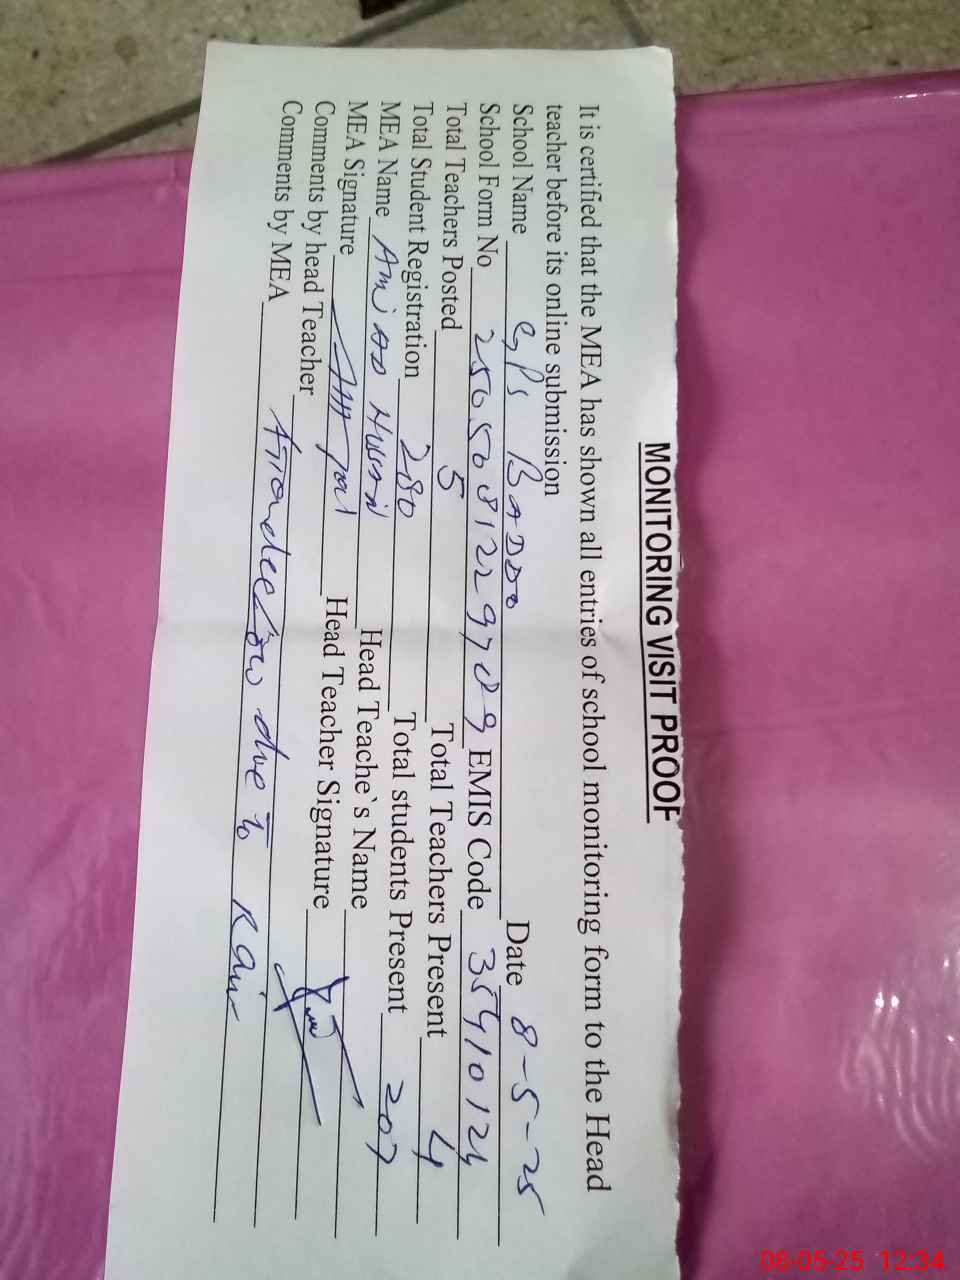 MONITORING VISIT PROOF
It is certified that the MEA has shown all entries of school monitoring form to the Head
teacher before its online submission
School Name GPS BADDO Date 8-5-25
School Form No 2505081229709 EMIS Code 35410124
Total Teachers Posted 5 Total Teachers Present 4
Total Student Registration 280 Total students Present 207
MEA Name Amjad Hussain Head Teache`s Name
MEA Signature Head Teacher Signature
Comments by head Teacher
Comments by MEA due to Rain
08-05-25 12:34